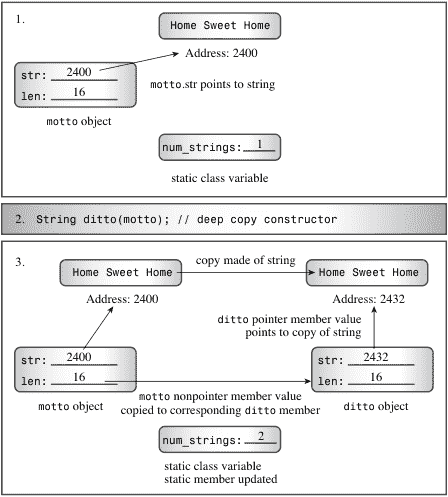 1.
Home Sweet Home
Address: 2400
str: 2400
len: 16
motto.str points to string
motto object
num_strings: 1
static class variable
2. String ditto(motto); // deep copy constructor
3.
Home Sweet Home
copy made of string
Home Sweet Home
Address: 2400
Address: 2432
ditto pointer member value
points to copy of string
str: 2400
len: 16
str: 2432
len: 16
motto object
motto nonpointer member value
copied to corresponding ditto member
ditto object
num_strings: 2
static class variable
static member updated